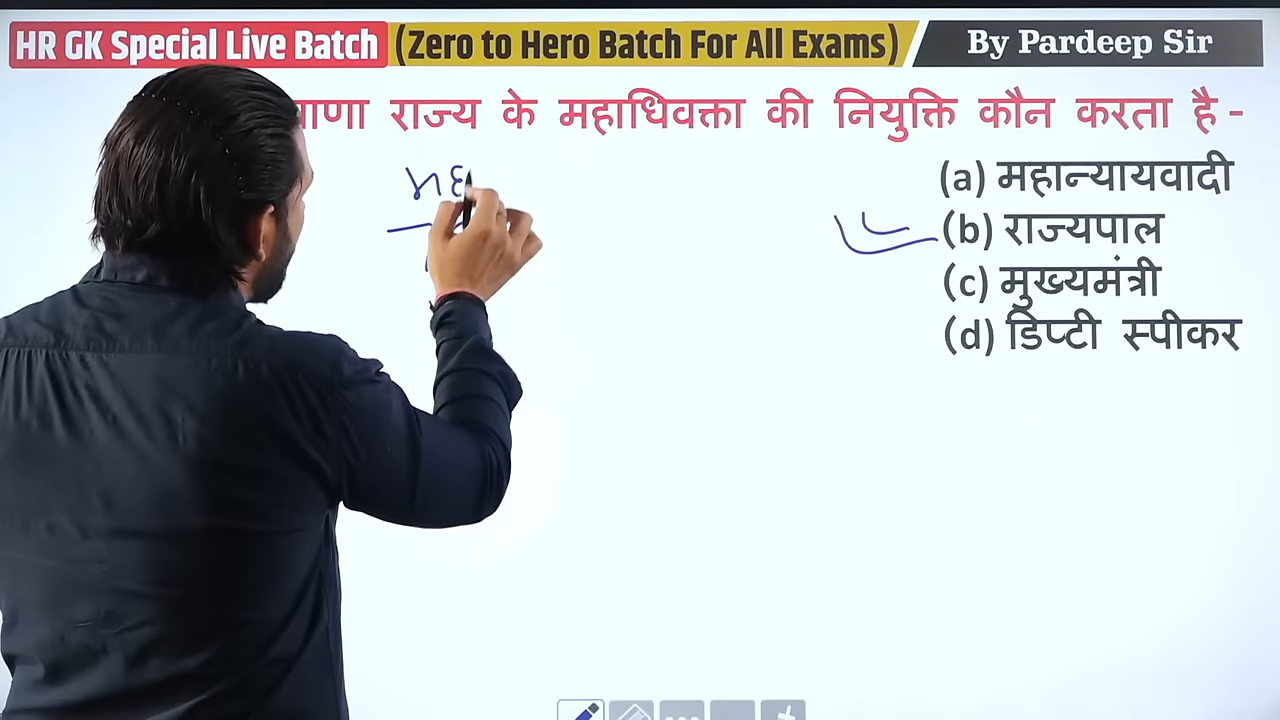 HR GK Special Live Batch (Zero to Hero Batch For All Exams) By Pardeep Sir
राज्य के महाधिवक्ता की नियुक्ति कौन करता है -
(a) महान्यायवादी
(b) राज्यपाल
(c) मुख्यमंत्री
(d) डिप्टी स्पीकर